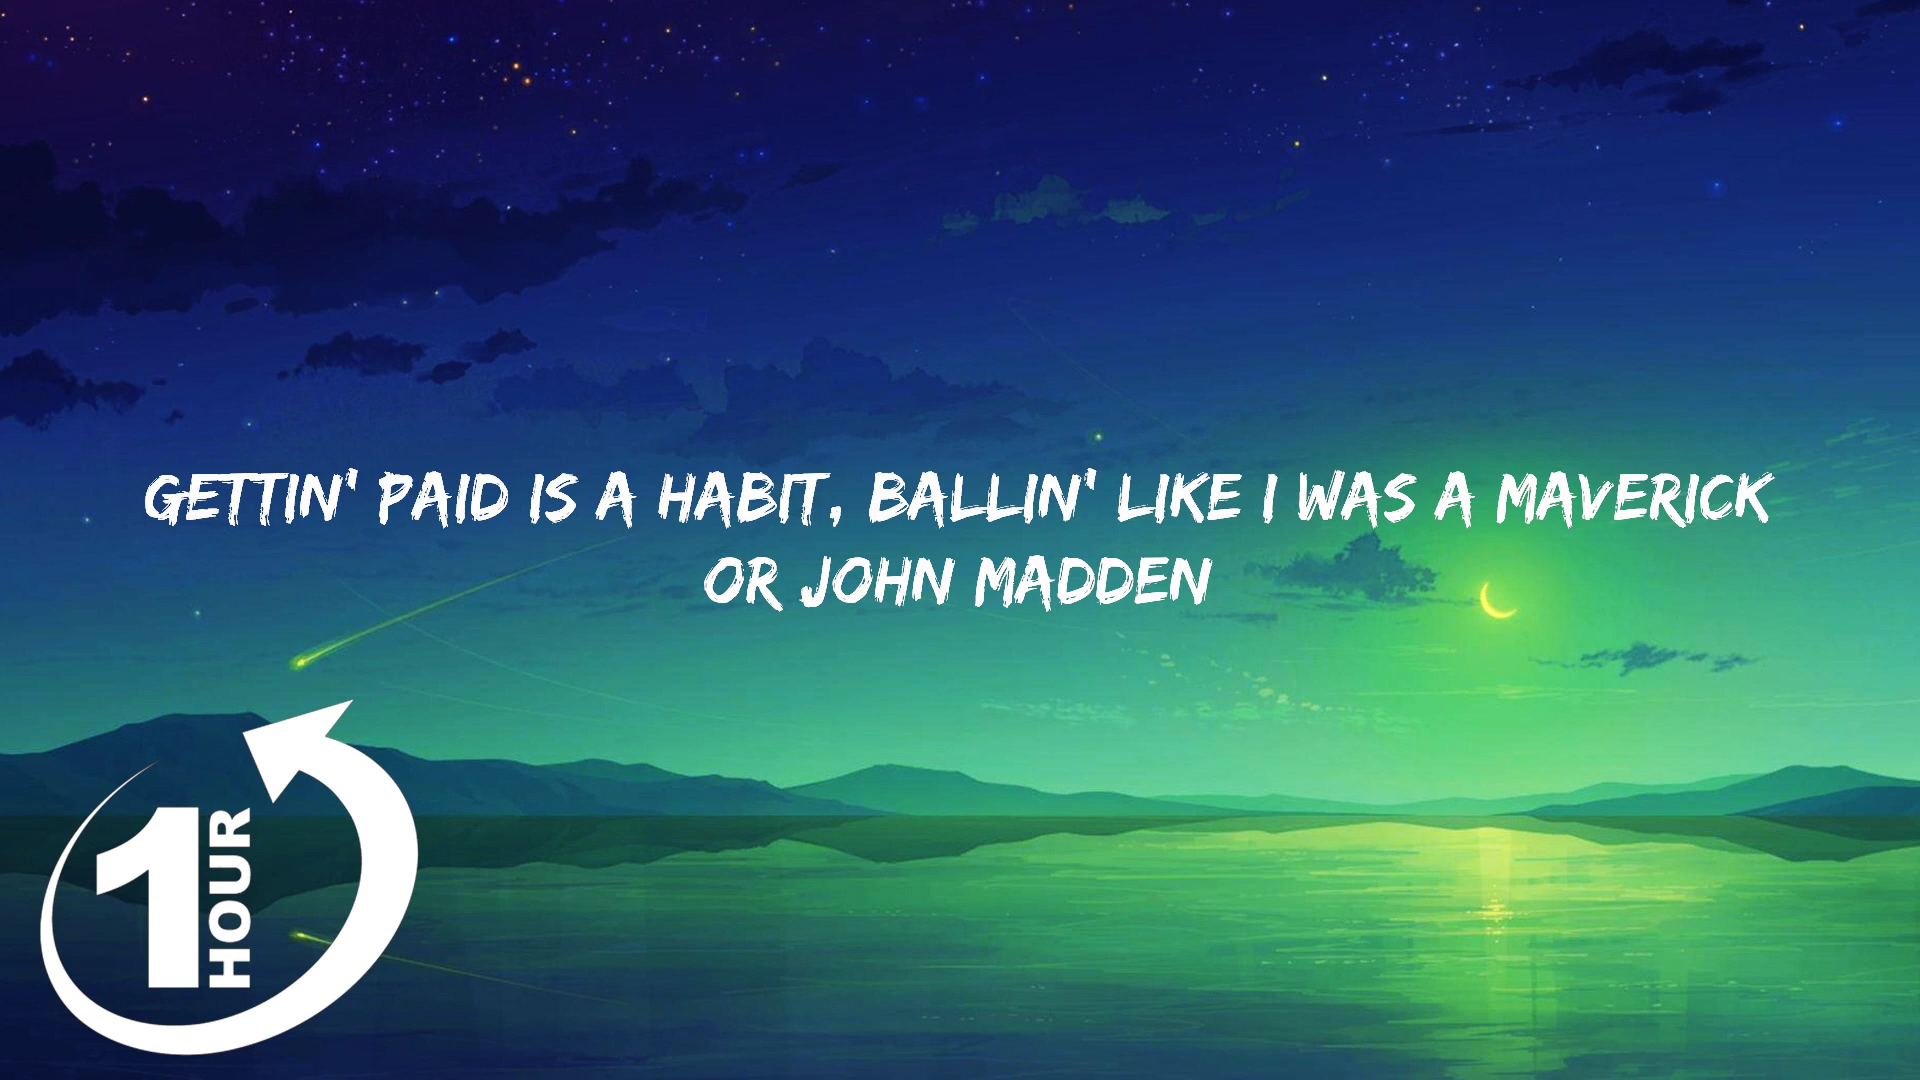 GETTIN' PAID IS A HABIT, BALLIN' LIKE I WAS A MAVERICK
OR JOHN MADDEN
1 HOUR